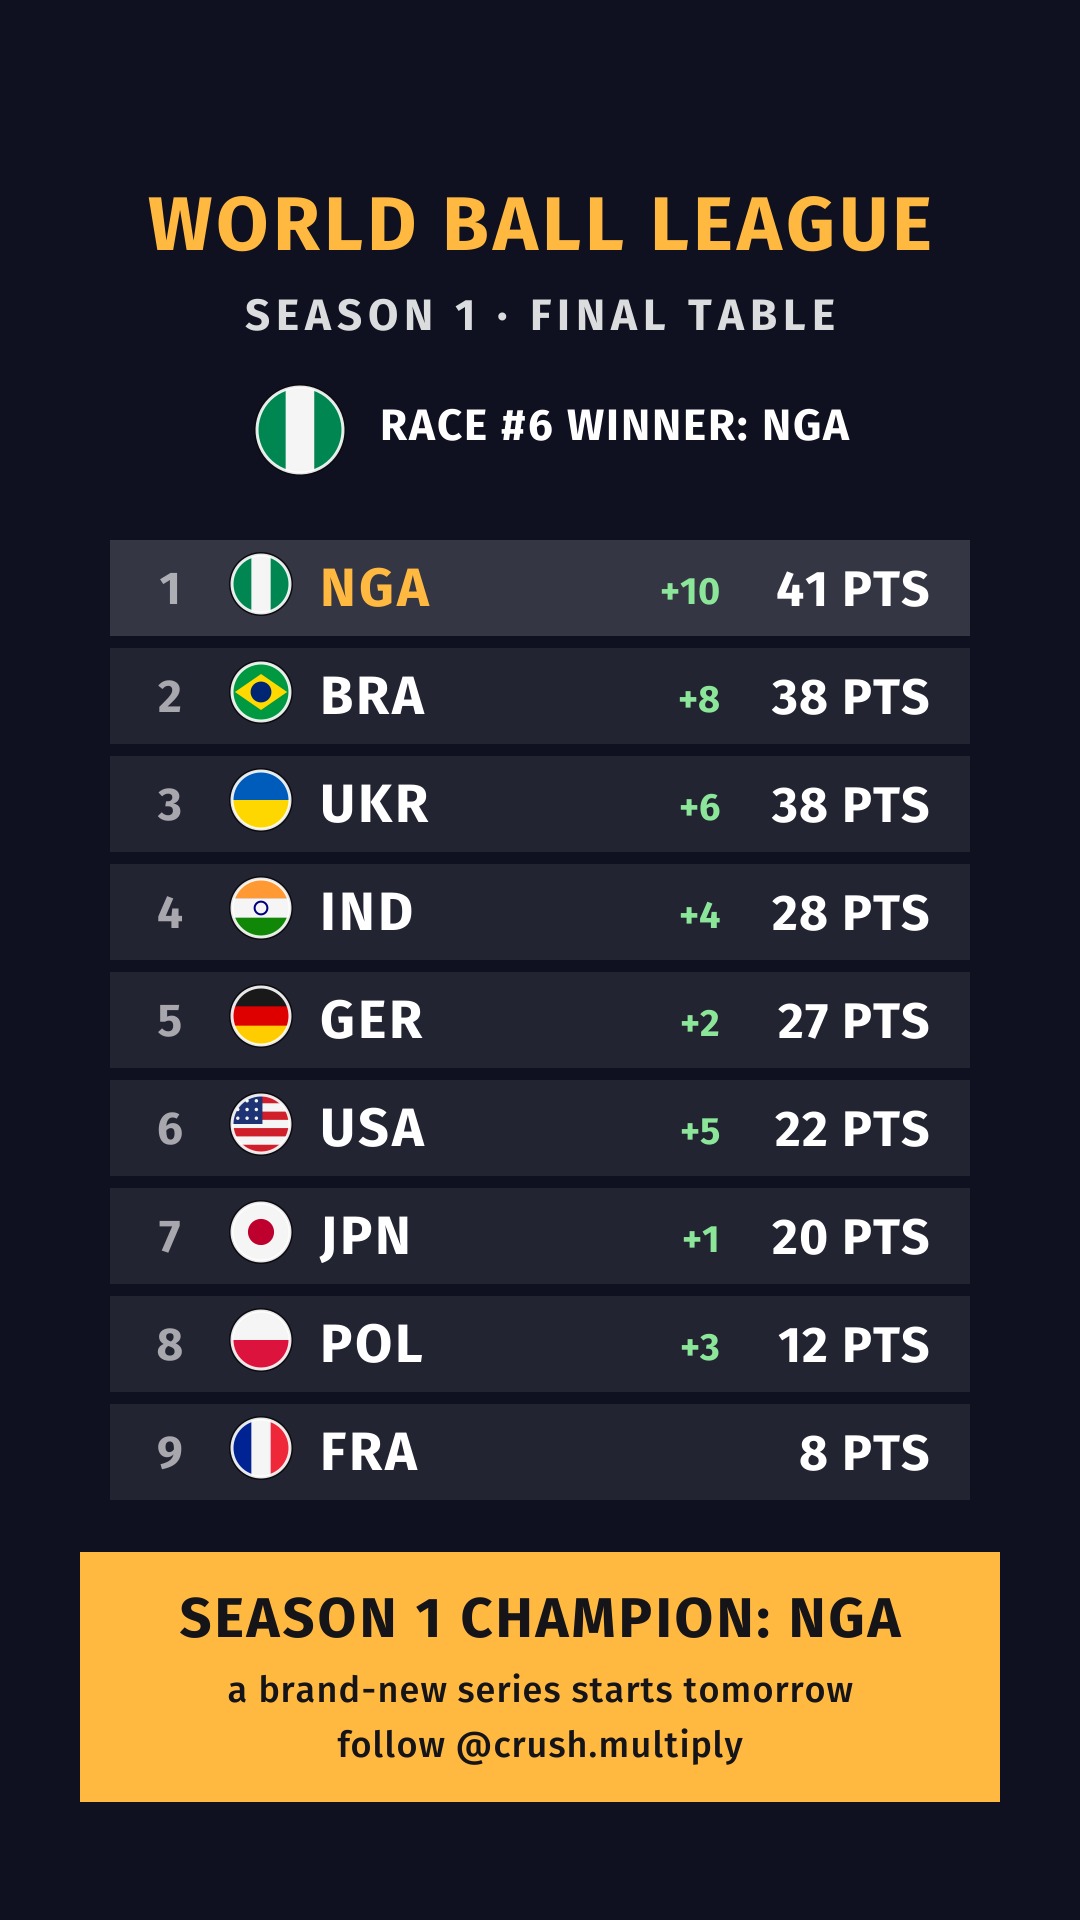 WORLD BALL LEAGUE
SEASON 1 · FINAL TABLE
RACE #6 WINNER: NGA
1 NGA +10 41 PTS
2 BRA +8 38 PTS
3 UKR +6 38 PTS
4 IND +4 28 PTS
5 GER +2 27 PTS
6 USA +5 22 PTS
7 JPN +1 20 PTS
8 POL +3 12 PTS
9 FRA 8 PTS
SEASON 1 CHAMPION: NGA
a brand-new series starts tomorrow
follow @crush.multiply